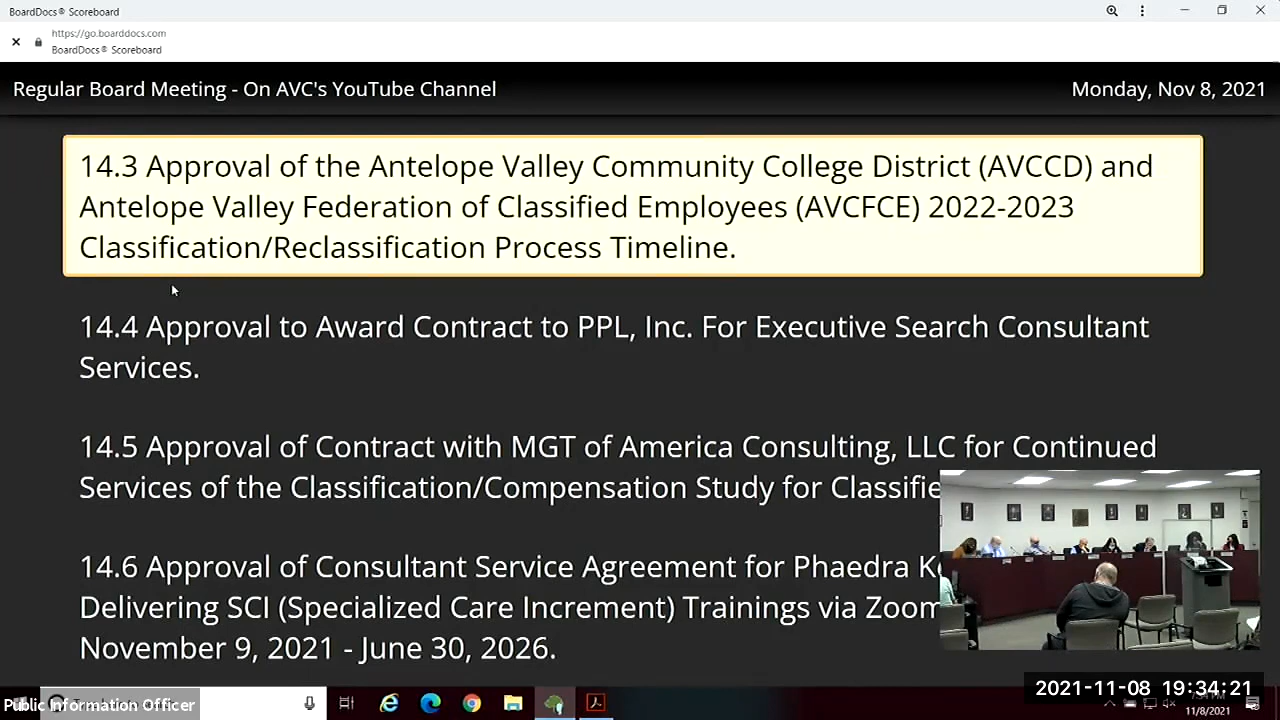 BoardDocs® Scoreboard
https://go.boarddocs.com
BoardDocs® Scoreboard
Regular Board Meeting - On AVC's YouTube Channel
Monday, Nov 8, 2021
14.3 Approval of the Antelope Valley Community College District (AVCCD) and
Antelope Valley Federation of Classified Employees (AVCFCE) 2022-2023
Classification/Reclassification Process Timeline.
14.4 Approval to Award Contract to PPL, Inc. For Executive Search Consultant
Services.
14.5 Approval of Contract with MGT of America Consulting, LLC for Continued
Services of the Classification/Compensation Study for Classifie
14.6 Approval of Consultant Service Agreement for Phaedra
Delivering SCI (Specialized Care Increment) Trainings via Zoom
November 9, 2021 - June 30, 2026.
Public Information Officer
2021-11-08 19:34:21
11/8/2021